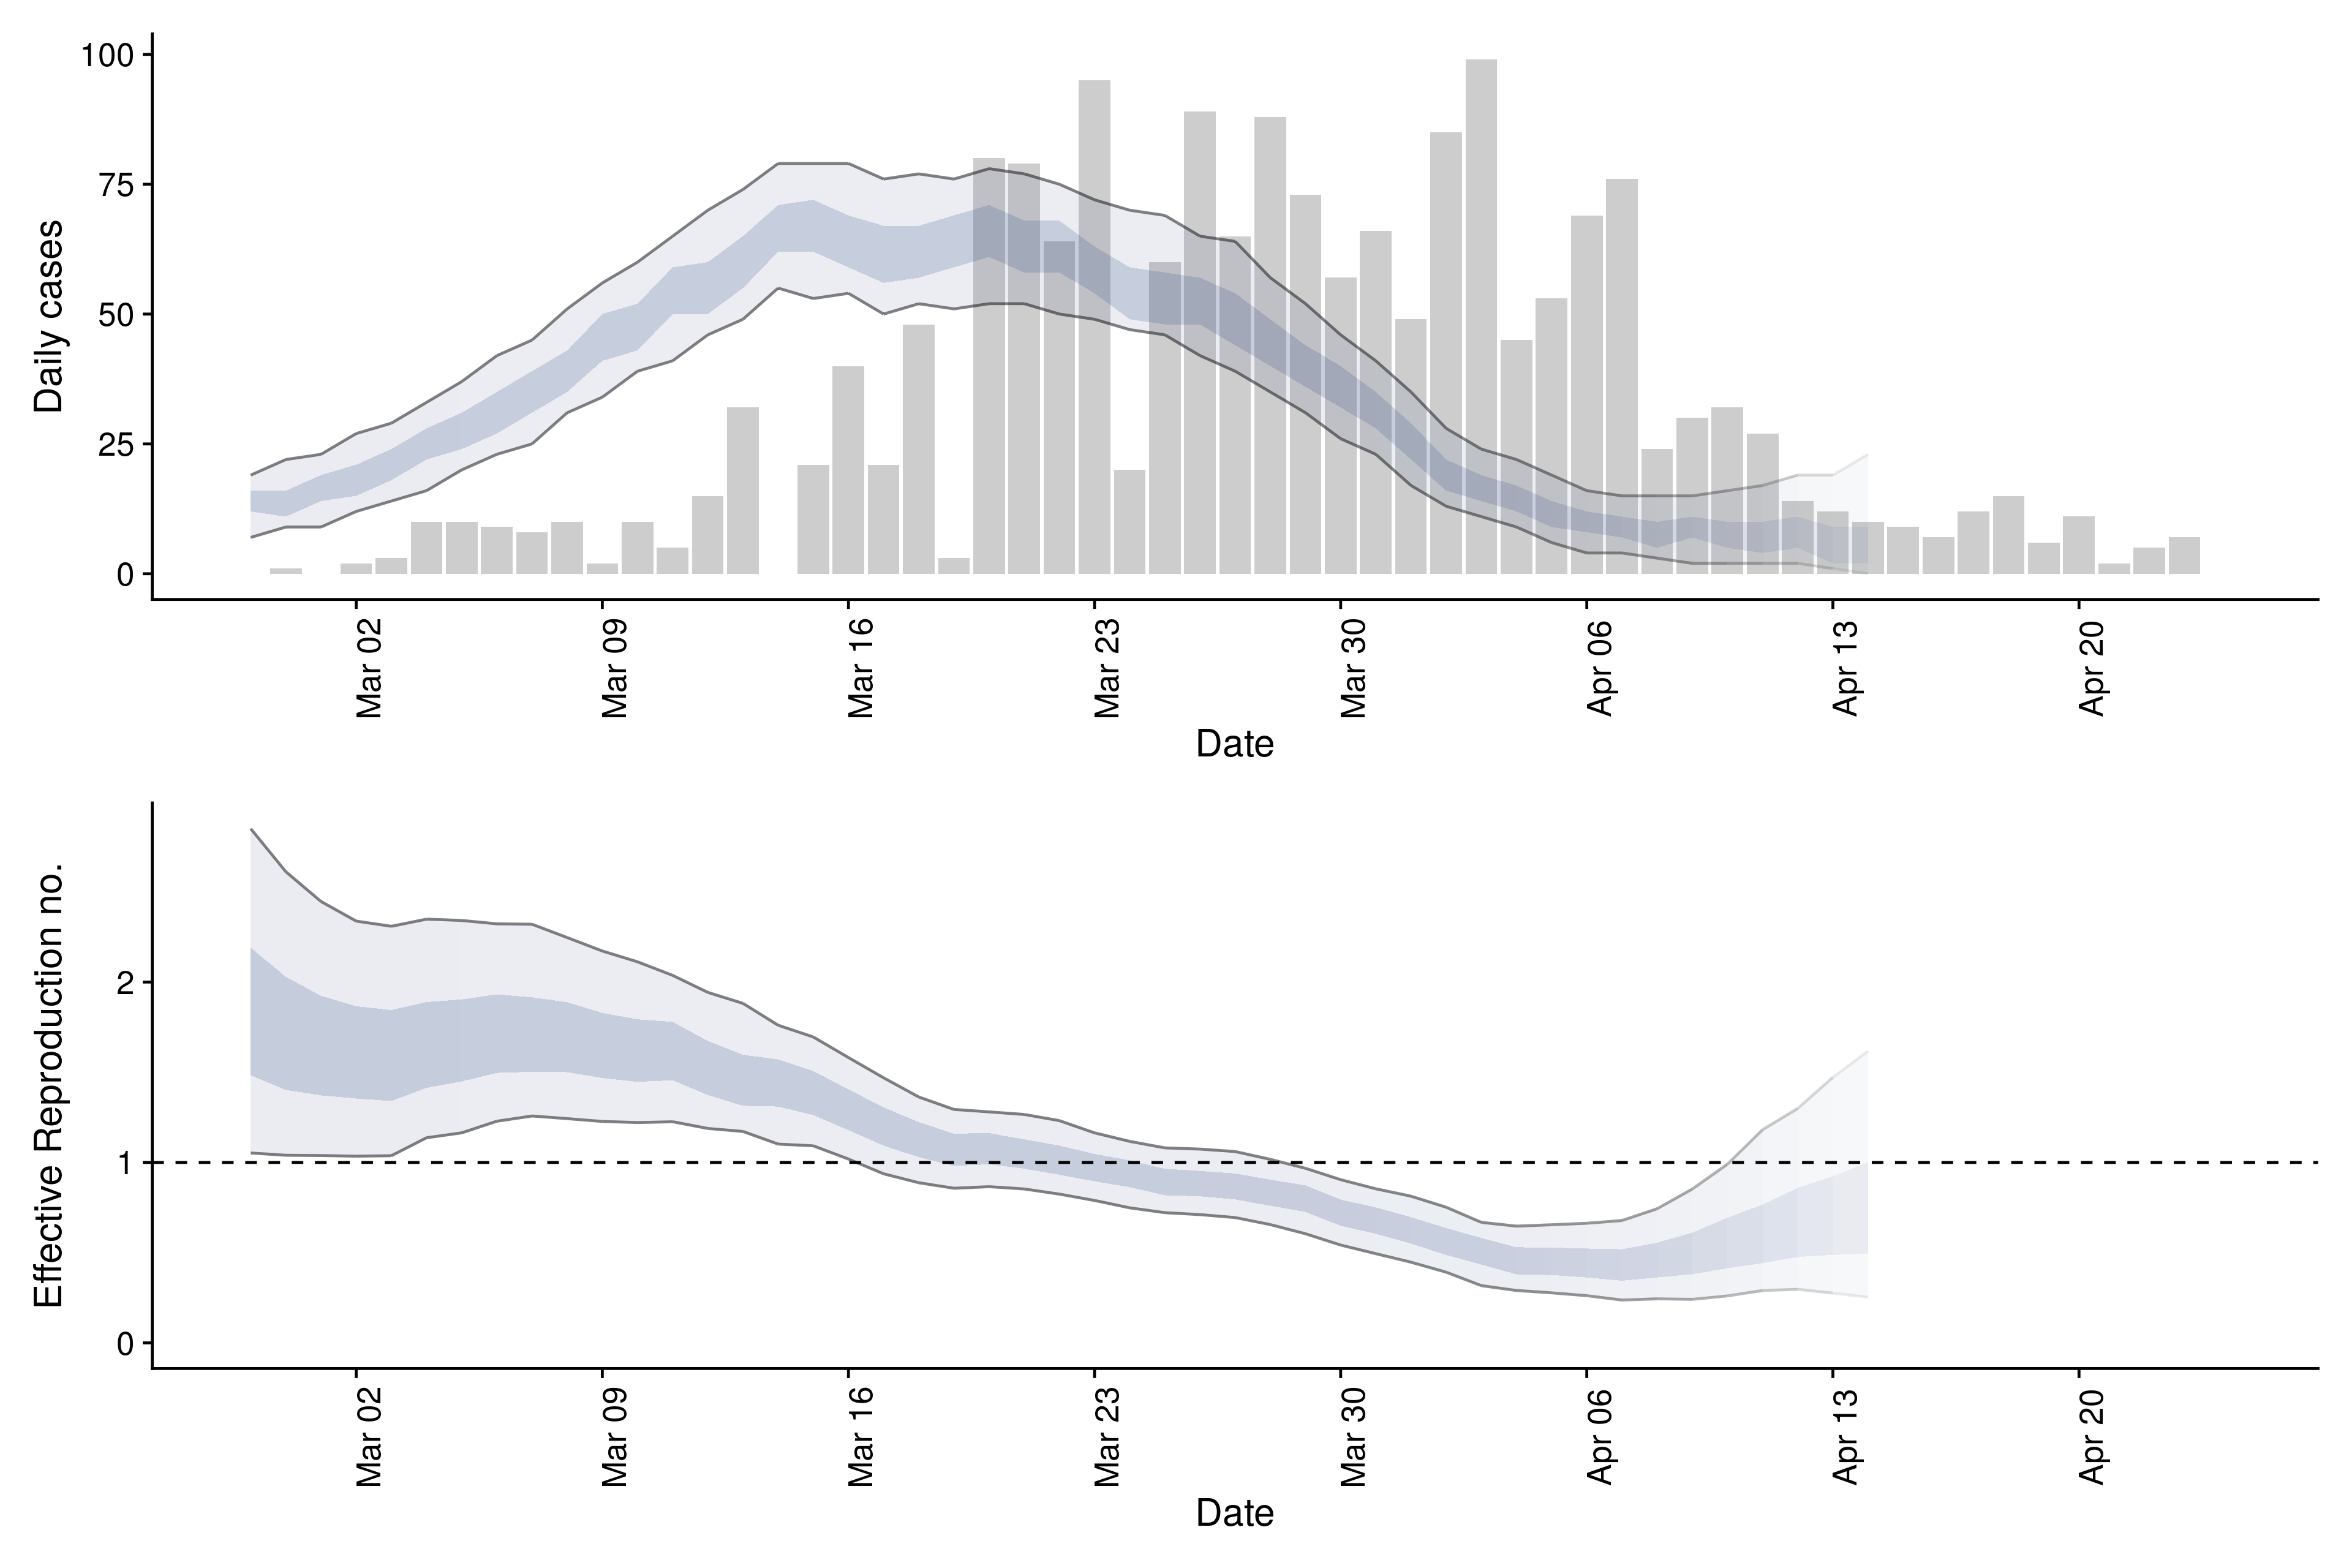 Daily cases
100
75
50
25
0
Mar 02
Mar 09
Mar 16
Mar 23
Mar 30
Apr 06
Apr 13
Apr 20
Date
Effective Reproduction no.
2
1
0
Mar 02
Mar 09
Mar 16
Mar 23
Mar 30
Apr 06
Apr 13
Apr 20
Date